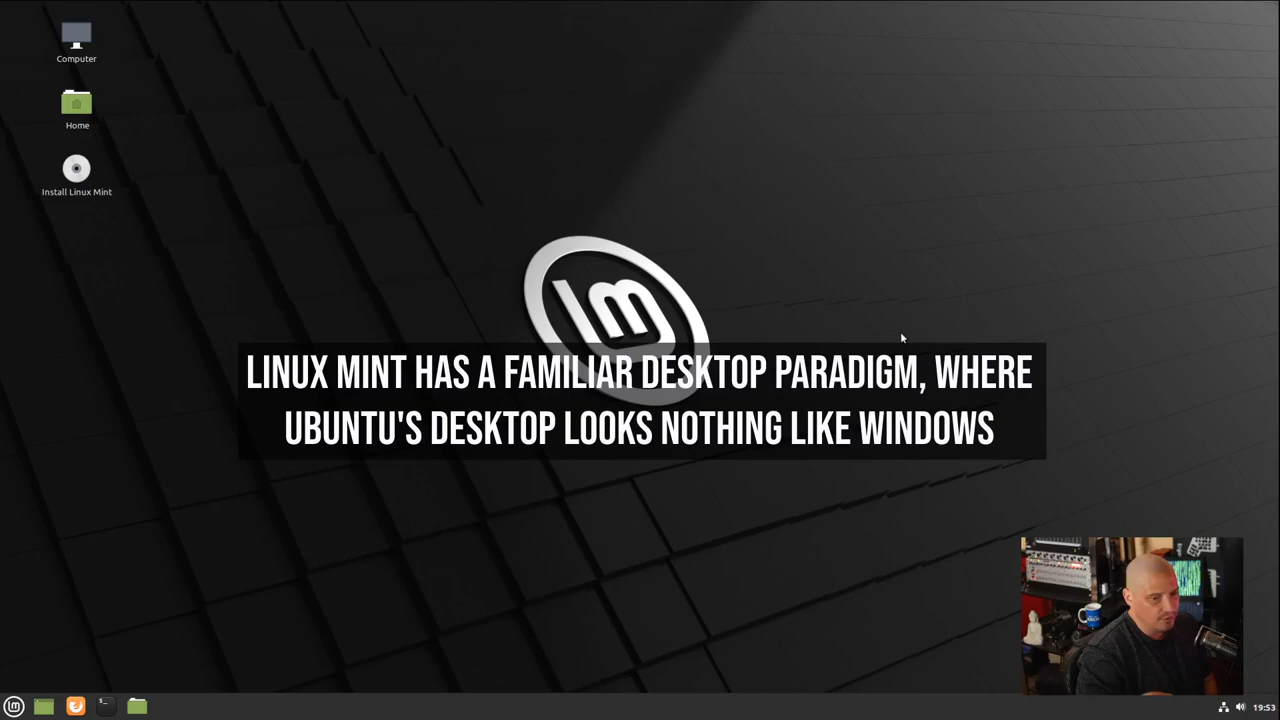 Computer
Home
Install Linux Mint
lm
LINUX MINT HAS A FAMILIAR DESKTOP PARADIGM, WHERE
UBUNTU'S DESKTOP LOOKS NOTHING LIKE WINDOWS
19:53